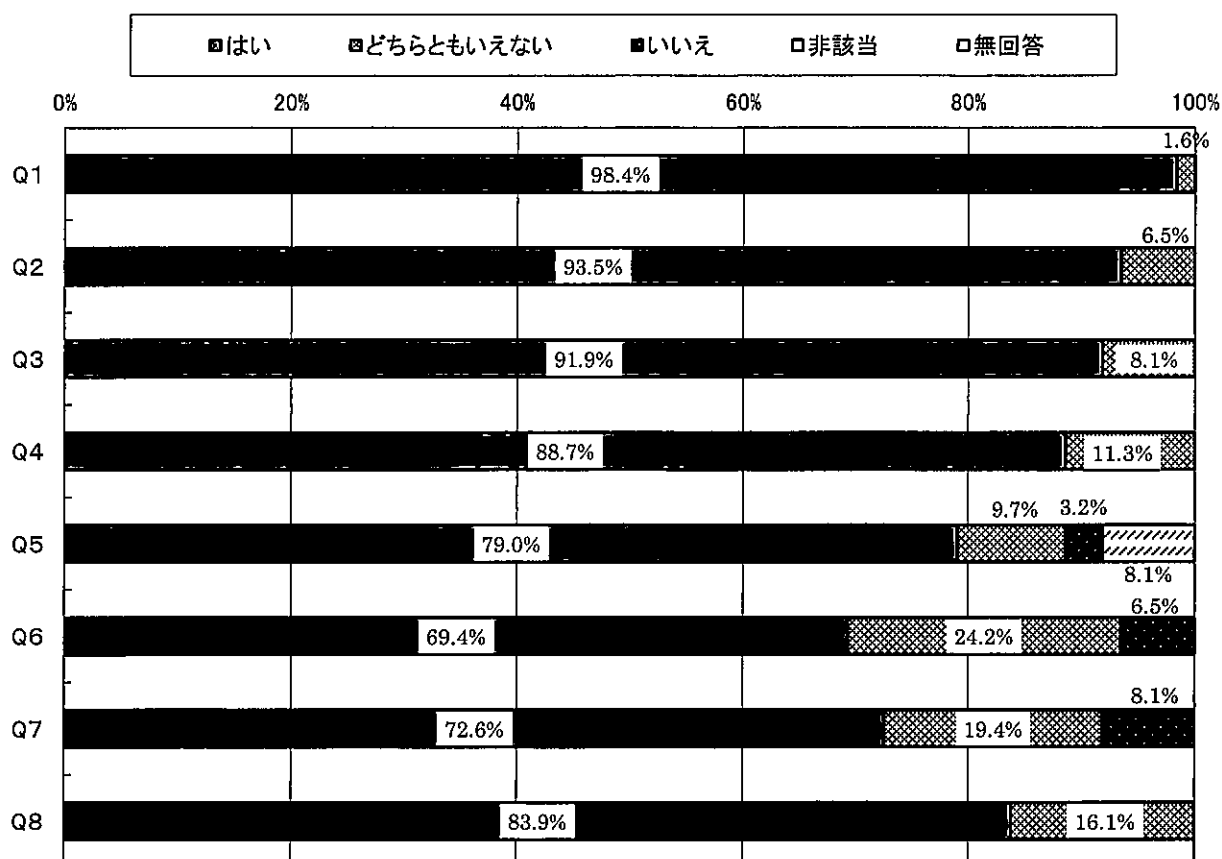 はい どちらともいえない いいえ 非該当 無回答
0% 20% 40% 60% 80% 100%
1.6%
Q1 98.4%
6.5%
Q2 93.5%
Q3 91.9% 8.1%
Q4 88.7% 11.3%
9.7% 3.2%
Q5 79.0%
8.1%
6.5%
Q6 69.4% 24.2%
8.1%
Q7 72.6% 19.4%
Q8 83.9% 16.1%